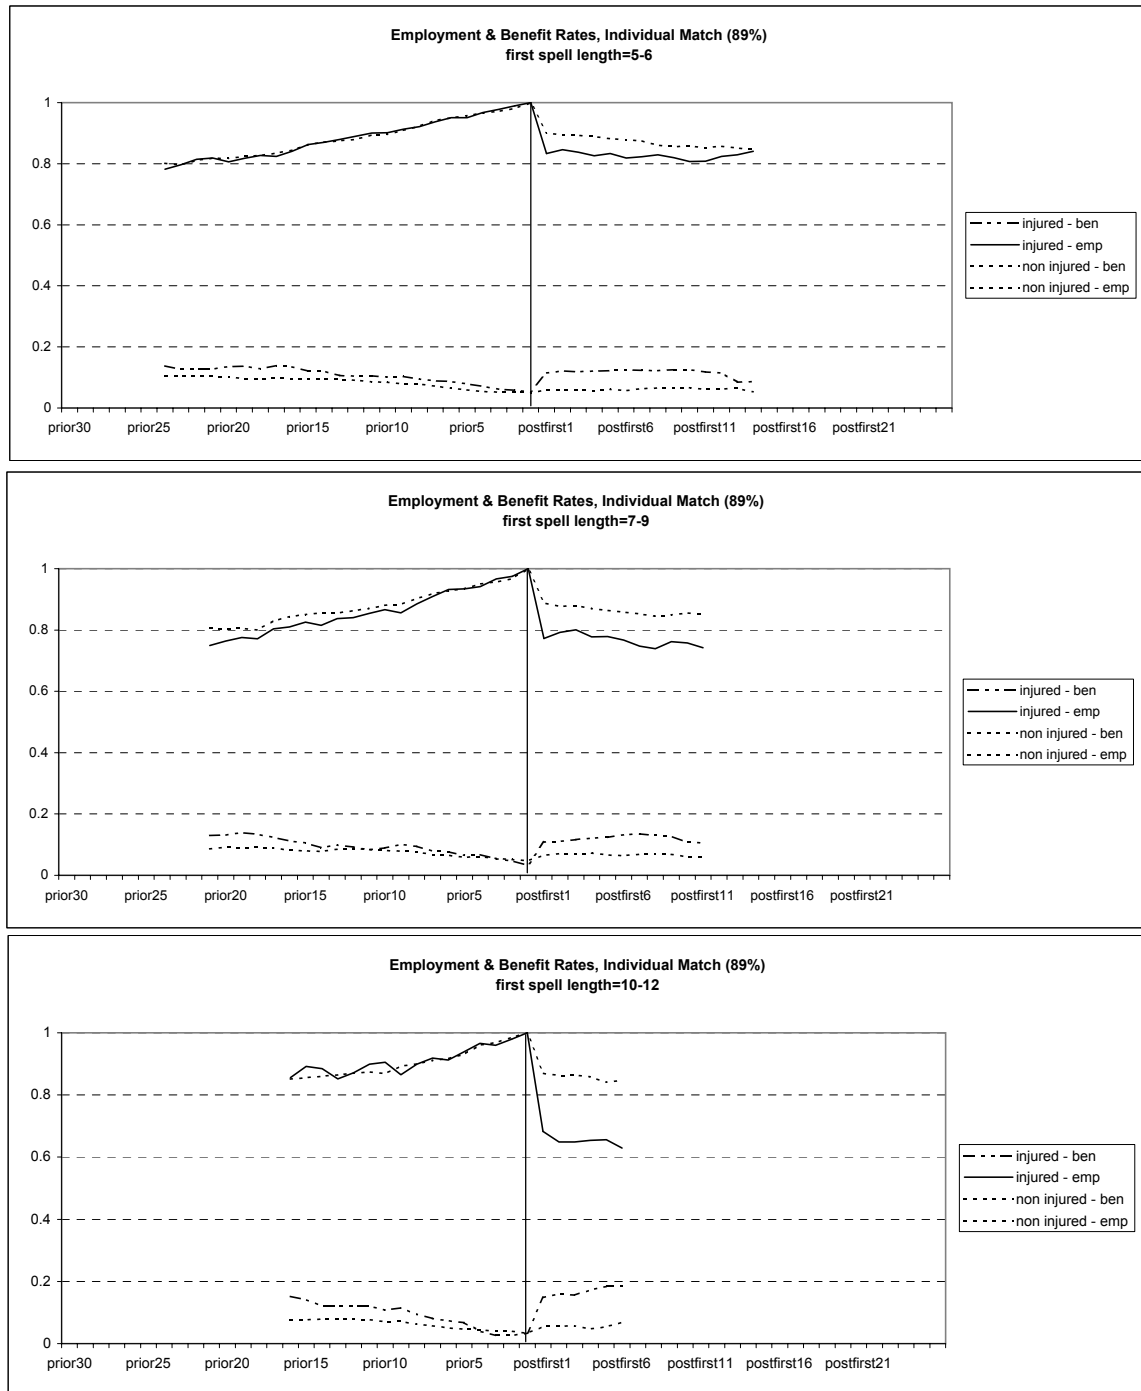 Employment & Benefit Rates, Individual Match (89%)
first spell length=5-6
1
0.8
0.6
0.4
0.2
0
prior30 prior25 prior20 prior15 prior10 prior5 postfirst1 postfirst6 postfirst11 postfirst16 postfirst21
injured - ben
injured - emp
non injured - ben
non injured - emp
Employment & Benefit Rates, Individual Match (89%)
first spell length=7-9
1
0.8
0.6
0.4
0.2
0
prior30 prior25 prior20 prior15 prior10 prior5 postfirst1 postfirst6 postfirst11 postfirst16 postfirst21
injured - ben
injured - emp
non injured - ben
non injured - emp
Employment & Benefit Rates, Individual Match (89%)
first spell length=10-12
1
0.8
0.6
0.4
0.2
0
prior30 prior25 prior20 prior15 prior10 prior5 postfirst1 postfirst6 postfirst11 postfirst16 postfirst21
injured - ben
injured - emp
non injured - ben
non injured - emp